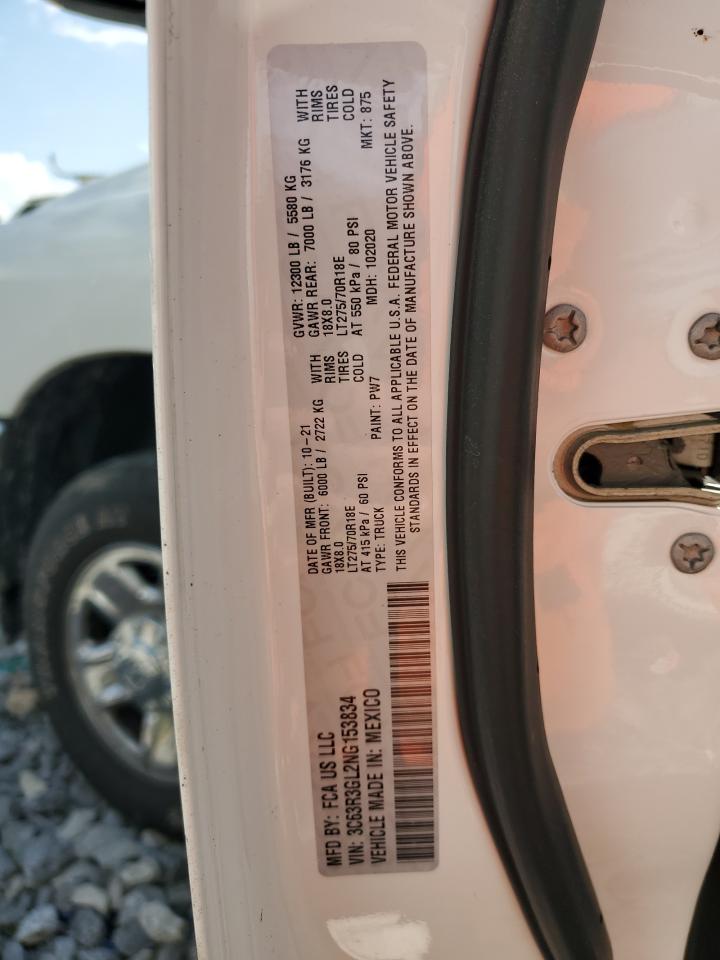 MFD BY: FCA US LLC
DATE OF MFR (BUILT): 10-21
GVWR: 12300 LB / 5580 KG
GAWR FRONT: 6000 LB / 2722 KG WITH
GAWR REAR: 7000 LB / 3176 KG WITH
18X8.0 RIMS
18X8.0 RIMS
LT275/70R18E TIRES
LT275/70R18E TIRES
AT 415 kPa / 60 PSI COLD
AT 550 kPa / 80 PSI COLD
VIN: 3C63R3GL2NG153834
TYPE: TRUCK PAINT: PW7 MDH: 102020 MKT: 875
VEHICLE MADE IN: MEXICO
THIS VEHICLE CONFORMS TO ALL APPLICABLE U.S.A. FEDERAL MOTOR VEHICLE SAFETY
STANDARDS IN EFFECT ON THE DATE OF MANUFACTURE SHOWN ABOVE.